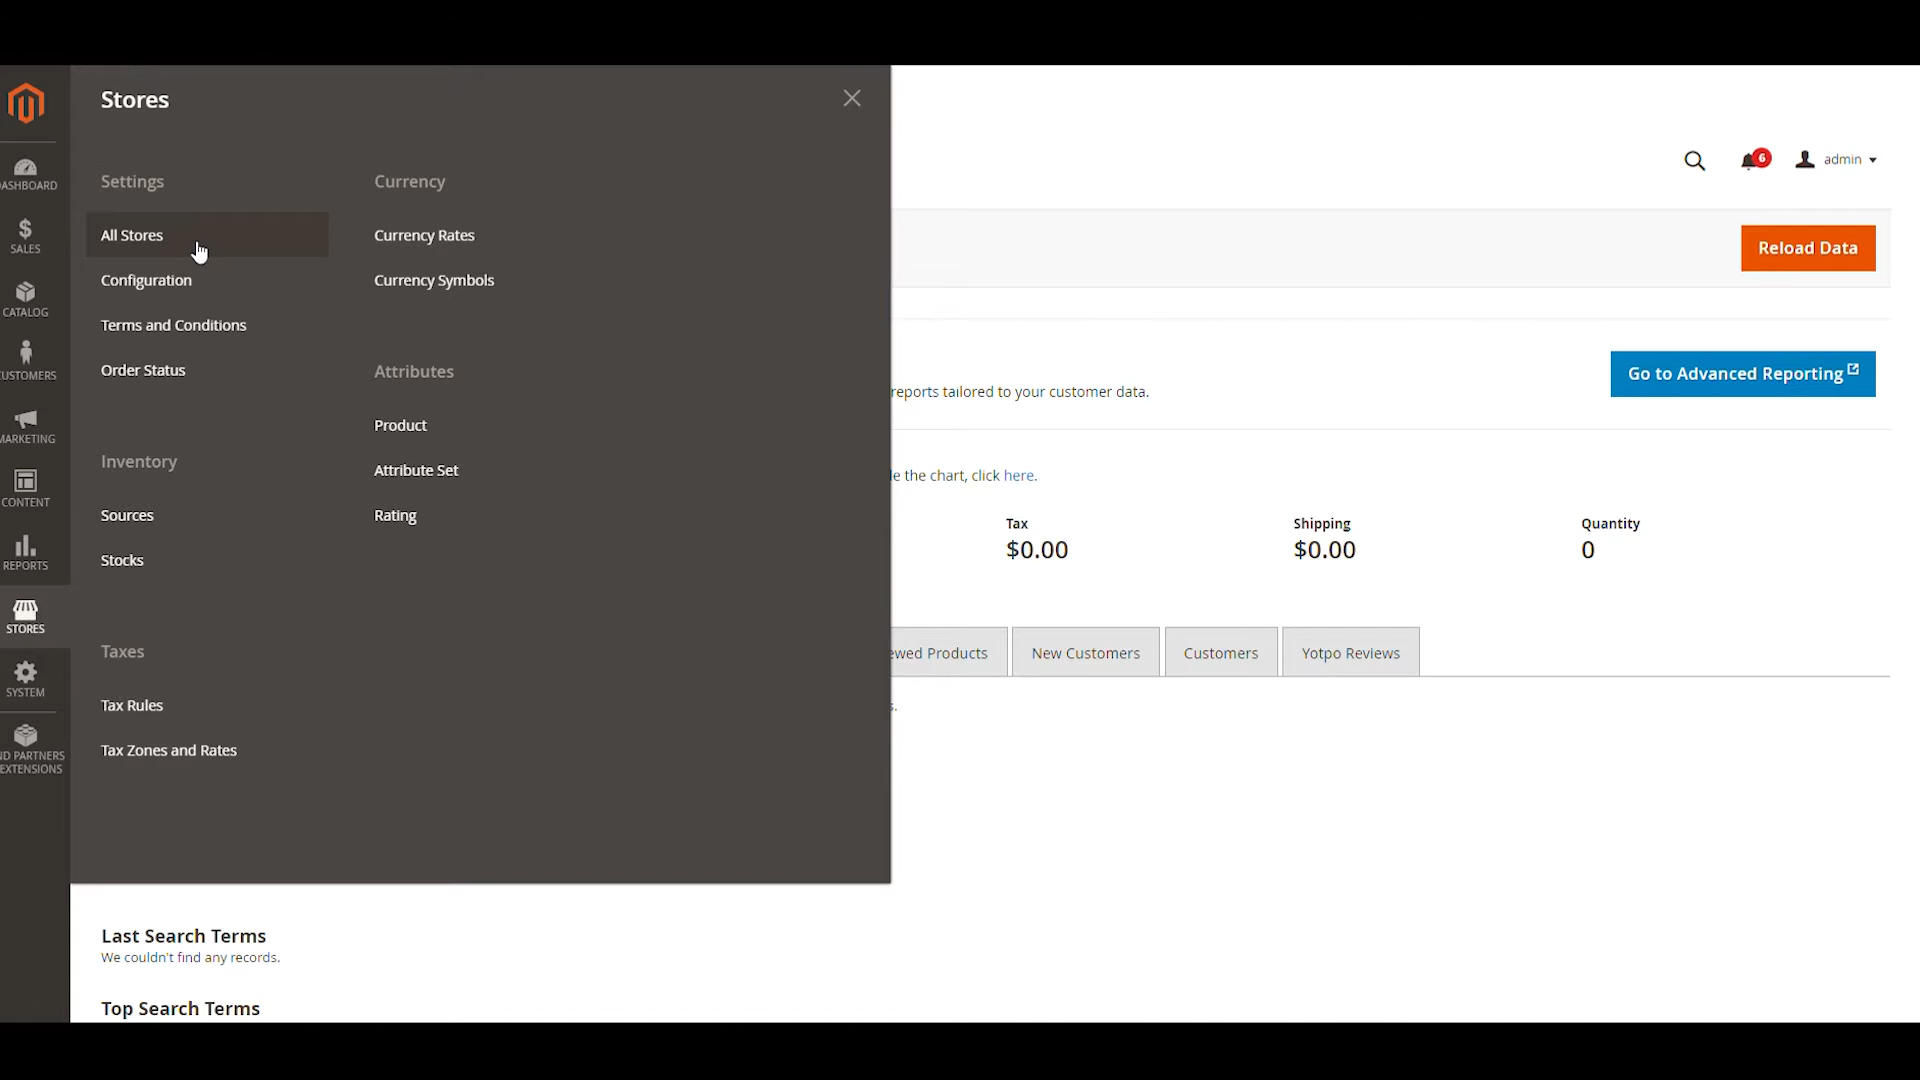 Stores
Settings
All Stores
Configuration
Terms and Conditions
Order Status
Inventory
Sources
Stocks
Taxes
Tax Rules
Tax Zones and Rates
Currency
Currency Rates
Currency Symbols
Attributes
Product
Attribute Set
Rating
ASHBOARD
SALES
CATALOG
USTOMERS
MARKETING
CONTENT
REPORTS
STORES
SYSTEM
ND PARTNERS
EXTENSIONS
6
admin
Reload Data
reports tailored to your customer data.
Go to Advanced Reporting
le the chart, click here.
Tax
$0.00
Shipping
$0.00
Quantity
0
ewed Products
New Customers
Customers
Yotpo Reviews
s.
Last Search Terms
We couldn't find any records.
Top Search Terms